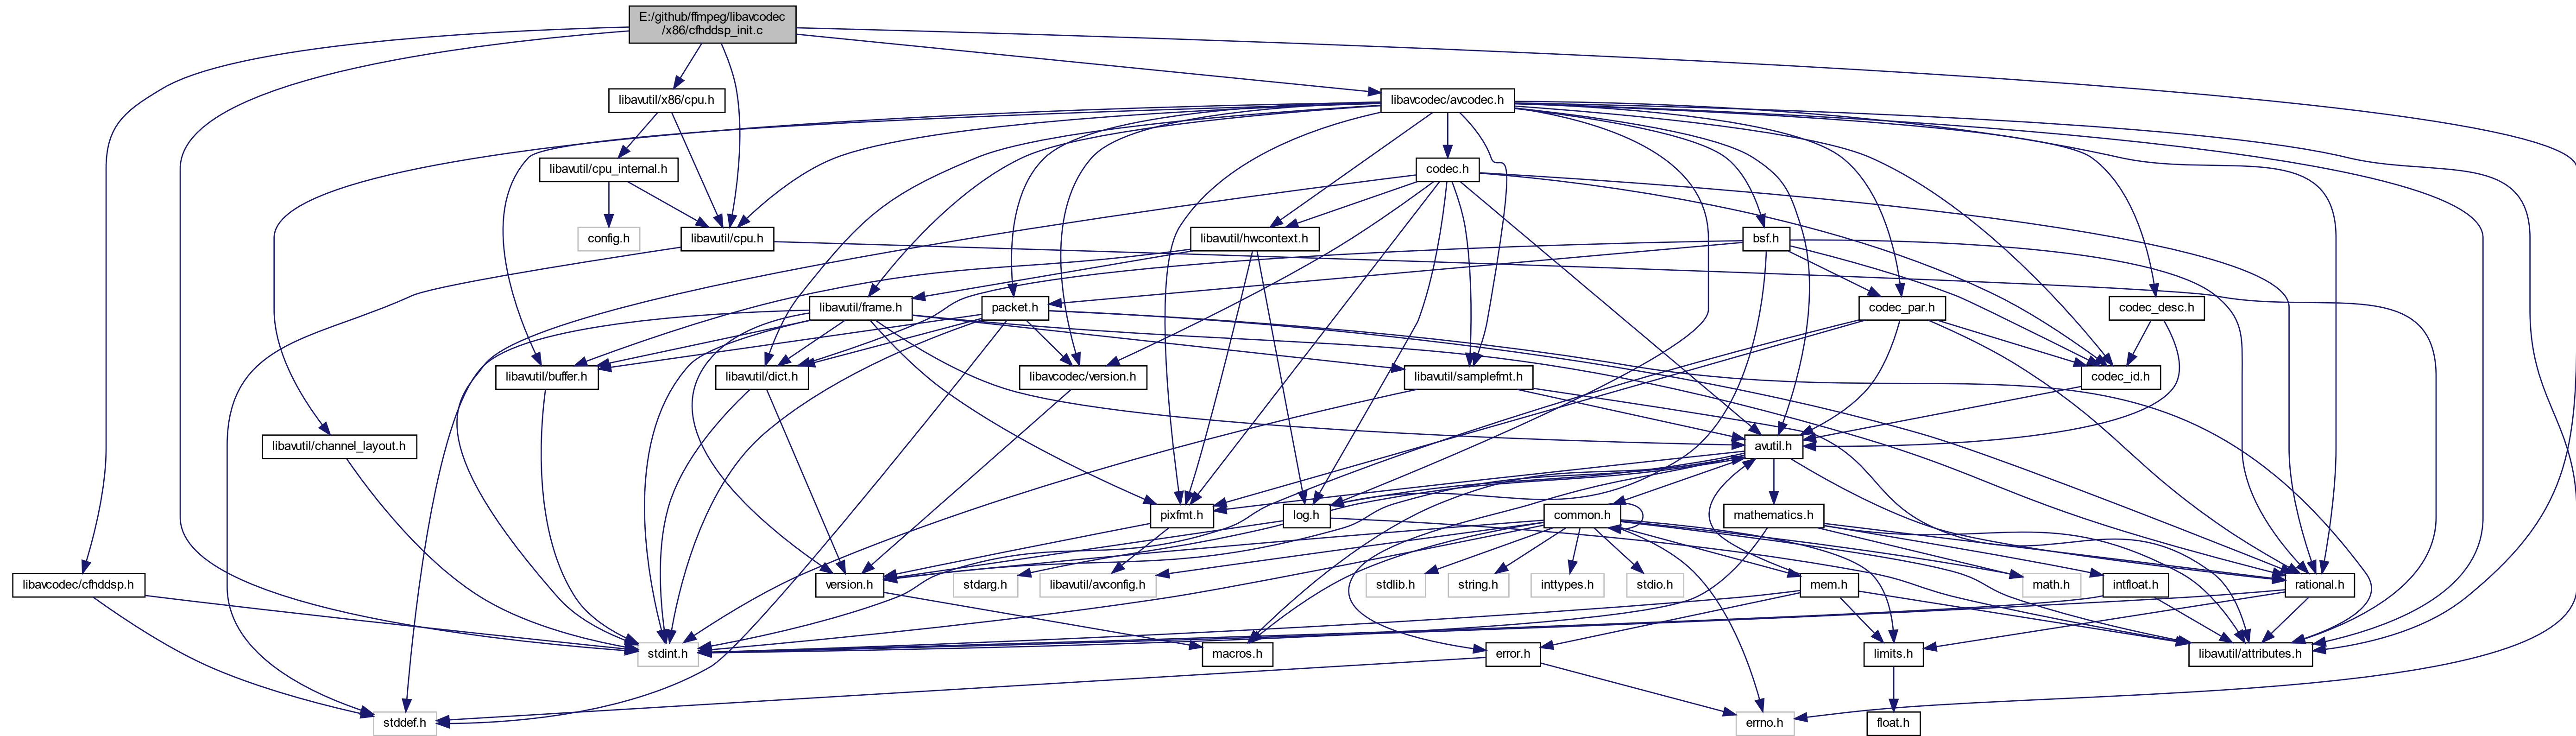 E:/github/ffmpeg/libavcodec
/x86/cfhddsp_init.c
libavutil/x86/cpu.h
libavcodec/avcodec.h
libavutil/cpu_internal.h
codec.h
config.h
libavutil/cpu.h
libavutil/hwcontext.h
bsf.h
libavutil/frame.h
packet.h
codec_par.h
codec_desc.h
libavutil/buffer.h
libavutil/dict.h
libavcodec/version.h
libavutil/samplefmt.h
codec_id.h
libavutil/channel_layout.h
avutil.h
pixfmt.h
log.h
common.h
mathematics.h
libavcodec/cfhddsp.h
version.h
stdarg.h
libavutil/avconfig.h
stdlib.h
string.h
inttypes.h
stdio.h
mem.h
math.h
intfloat.h
rational.h
stdint.h
macros.h
error.h
limits.h
libavutil/attributes.h
stddef.h
errno.h
float.h